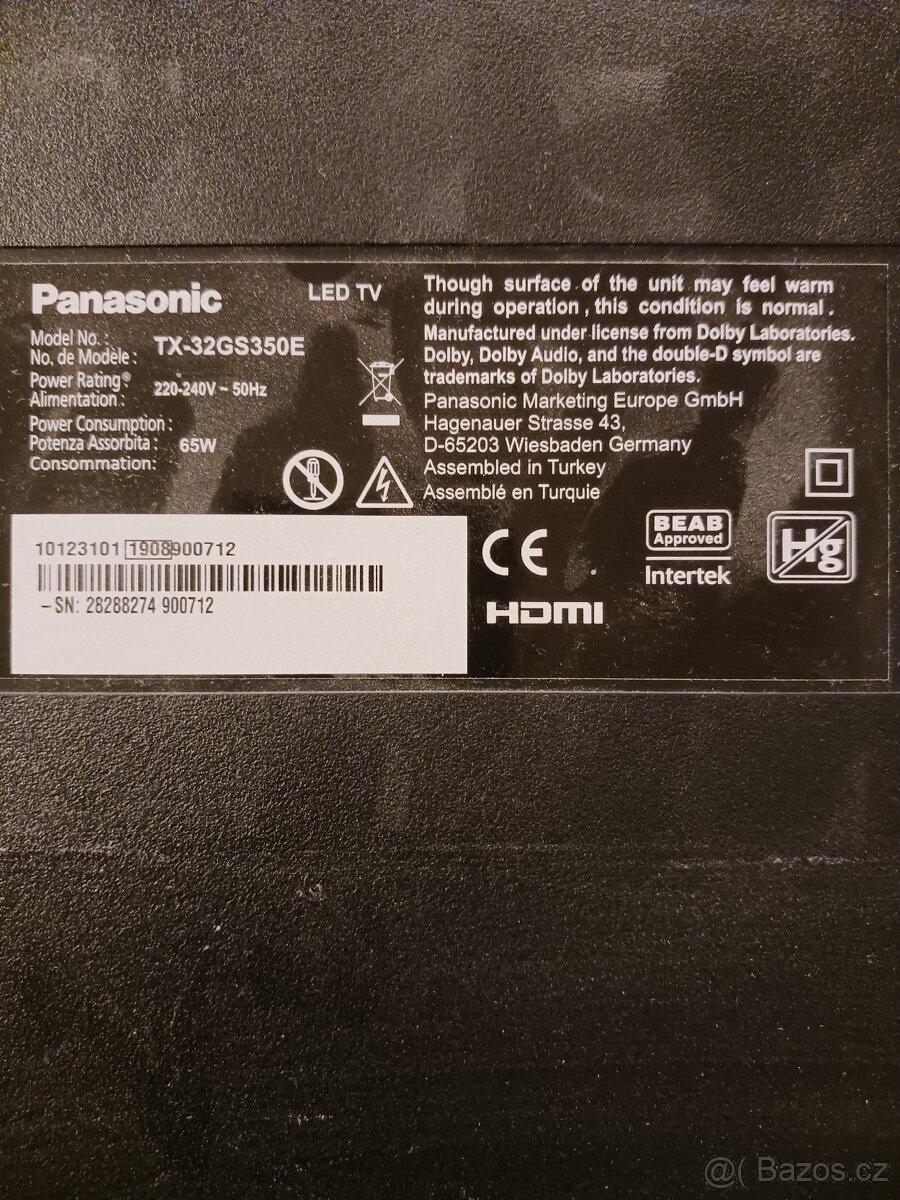 Panasonic
LED TV
Model No.:
No. de Modèle:
TX-32GS350E
Power Rating:
Alimentation:
220-240V ~ 50Hz
Power Consumption:
Potenza Assorbita:
Consommation:
65W
Though surface of the unit may feel warm
during operation, this condition is normal.
Manufactured under license from Dolby Laboratories.
Dolby, Dolby Audio, and the double-D symbol are
trademarks of Dolby Laboratories.
Panasonic Marketing Europe GmbH
Hagenauer Strasse 43,
D-65203 Wiesbaden Germany
Assembled in Turkey
Assemblé en Turquie
10123101 1908900712
-SN: 28288274 900712
CE
HDMI
BEAB
Approved
Intertek
Hg
@( Bazos.cz